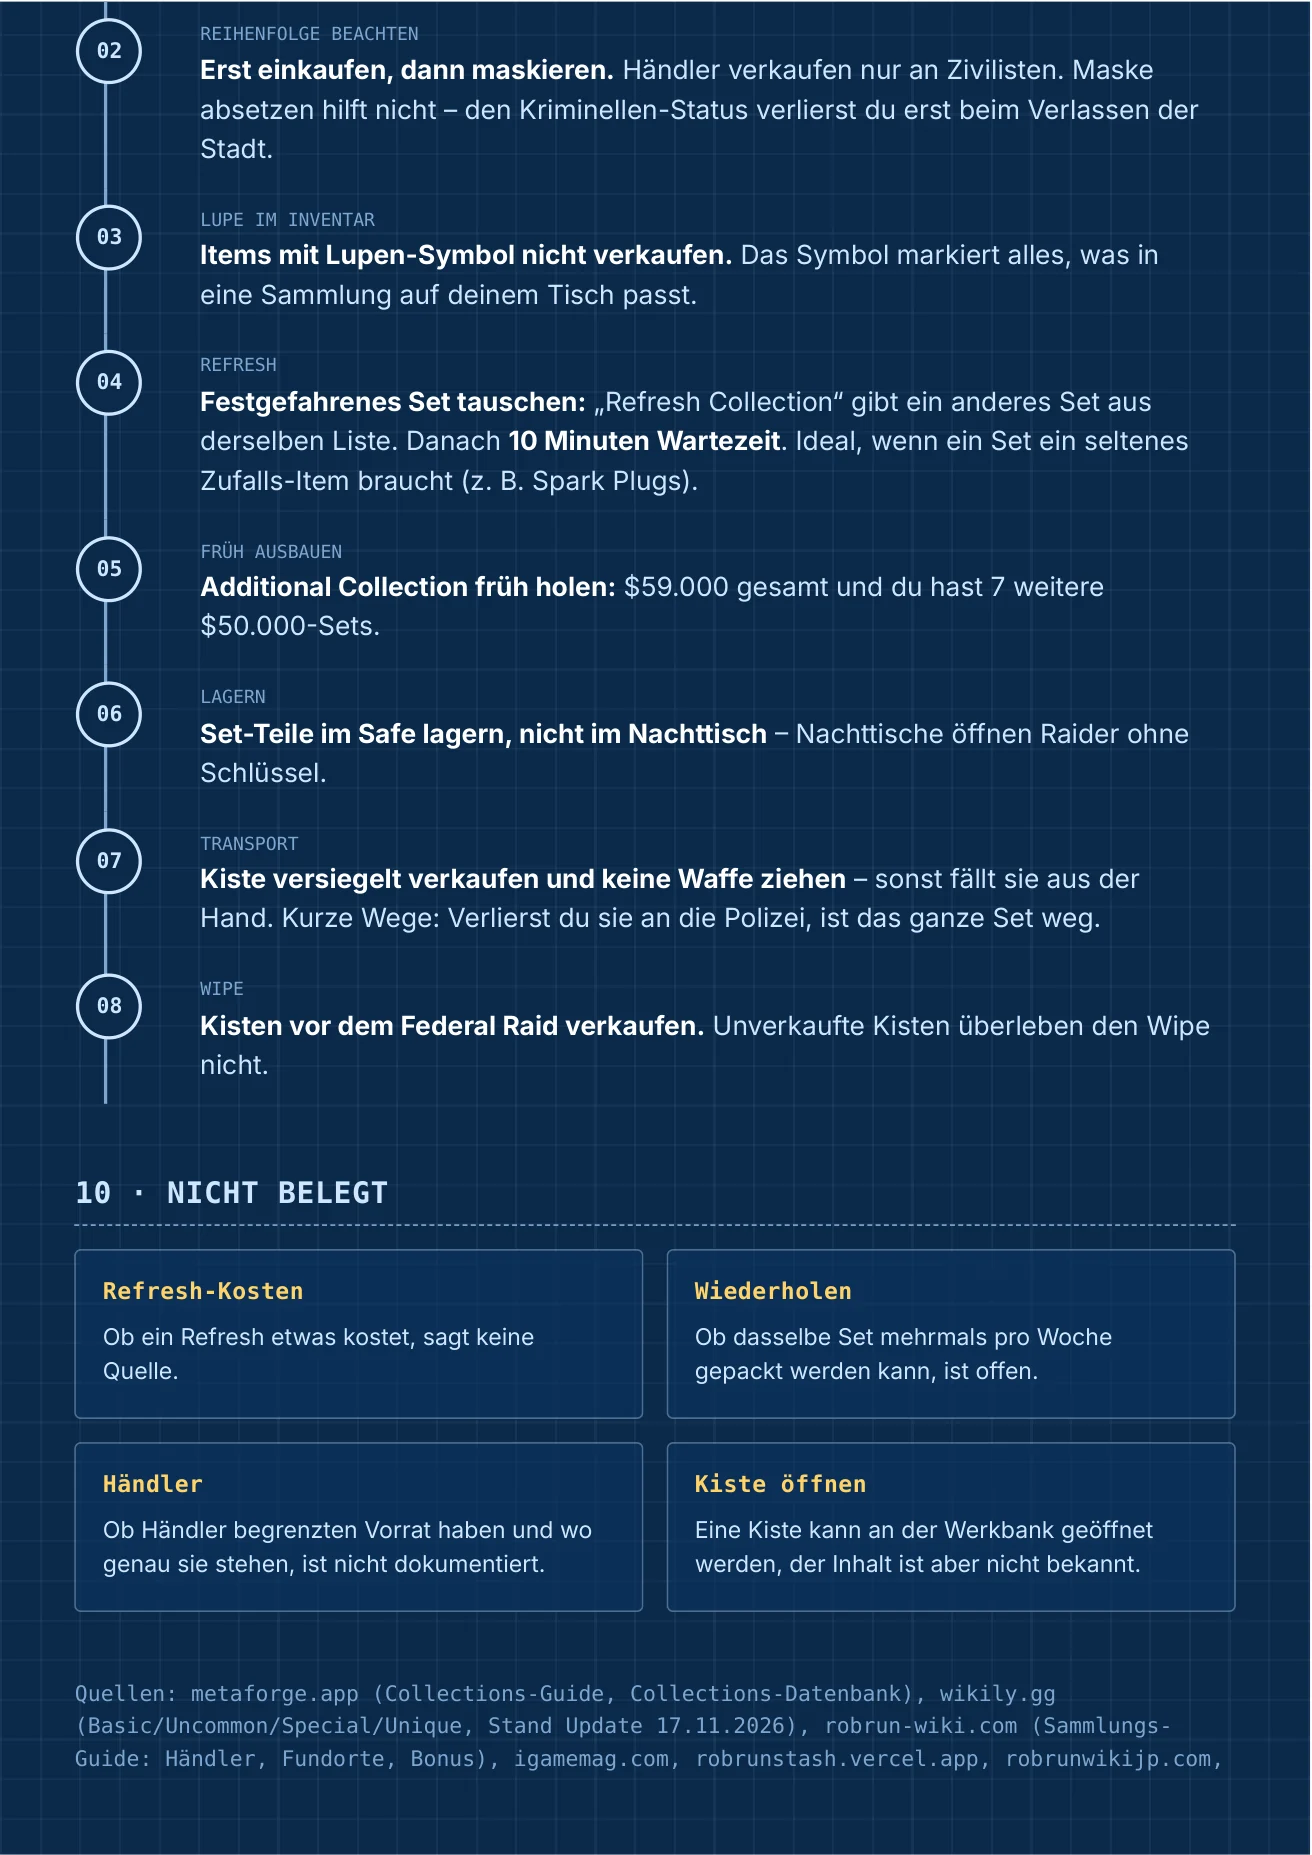 02
REIHENFOLGE BEACHTEN
Erst einkaufen, dann maskieren. Händler verkaufen nur an Zivilisten. Maske
absetzen hilft nicht – den Kriminellen-Status verlierst du erst beim Verlassen der
Stadt.
03
LUPE IM INVENTAR
Items mit Lupen-Symbol nicht verkaufen. Das Symbol markiert alles, was in
eine Sammlung auf deinem Tisch passt.
04
REFRESH
Festgefahrenes Set tauschen: „Refresh Collection“ gibt ein anderes Set aus
derselben Liste. Danach 10 Minuten Wartezeit. Ideal, wenn ein Set ein seltenes
Zufalls-Item braucht (z. B. Spark Plugs).
05
FRÜH AUSBAUEN
Additional Collection früh holen: $59.000 gesamt und du hast 7 weitere
$50.000-Sets.
06
LAGERN
Set-Teile im Safe lagern, nicht im Nachttisch – Nachttische öffnen Raider ohne
Schlüssel.
07
TRANSPORT
Kiste versiegelt verkaufen und keine Waffe ziehen – sonst fällt sie aus der
Hand. Kurze Wege: Verlierst du sie an die Polizei, ist das ganze Set weg.
08
WIPE
Kisten vor dem Federal Raid verkaufen. Unverkaufte Kisten überleben den Wipe
nicht.
10 · NICHT BELEGT
Refresh-Kosten
Ob ein Refresh etwas kostet, sagt keine
Quelle.
Wiederholen
Ob dasselbe Set mehrmals pro Woche
gepackt werden kann, ist offen.
Händler
Ob Händler begrenzten Vorrat haben und wo
genau sie stehen, ist nicht dokumentiert.
Kiste öffnen
Eine Kiste kann an der Werkbank geöffnet
werden, der Inhalt ist aber nicht bekannt.
Quellen: metaforge.app (Collections-Guide, Collections-Datenbank), wikily.gg
(Basic/Uncommon/Special/Unique, Stand Update 17.11.2026), robrun-wiki.com (Sammlungs-
Guide: Händler, Fundorte, Bonus), igamemag.com, robrunstash.vercel.app, robrunwikijp.com,